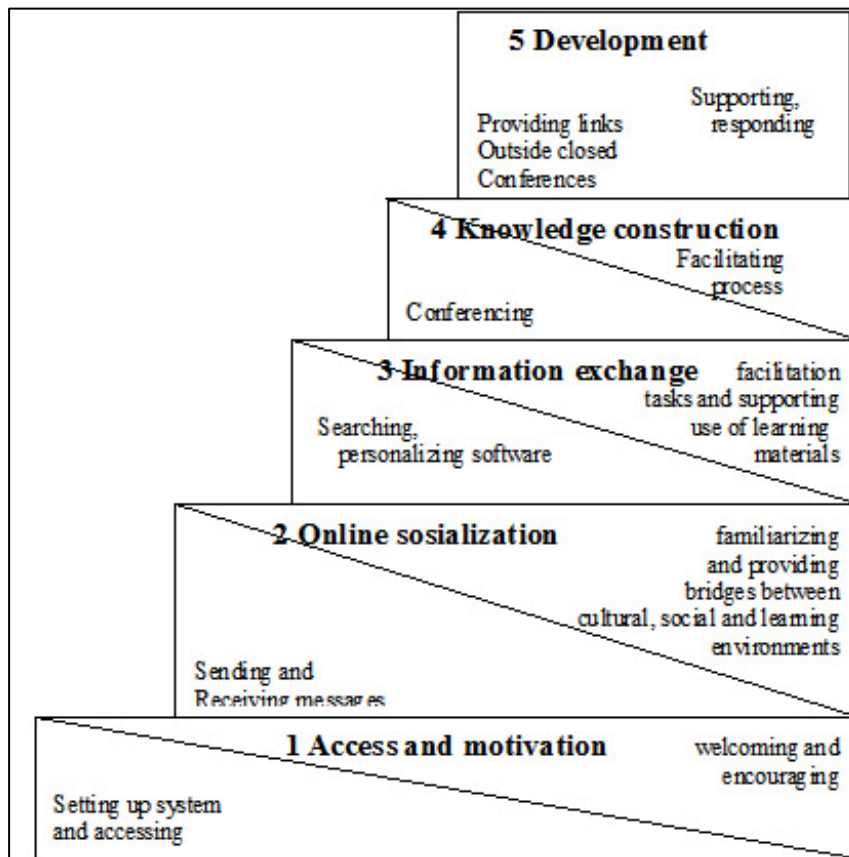 5 Development
Supporting,
responding
Providing links
Outside closed
Conferences
4 Knowledge construction
Facilitating
process
Conferencing
3 Information exchange
facilitation
tasks and supporting
use of learning
materials
Searching,
personalizing software
2 Online sosialization
familiarizing
and providing
bridges between
cultural, social and learning
environments
Sending and
Receiving messages
1 Access and motivation
welcoming and
encouraging
Setting up system
and accessing